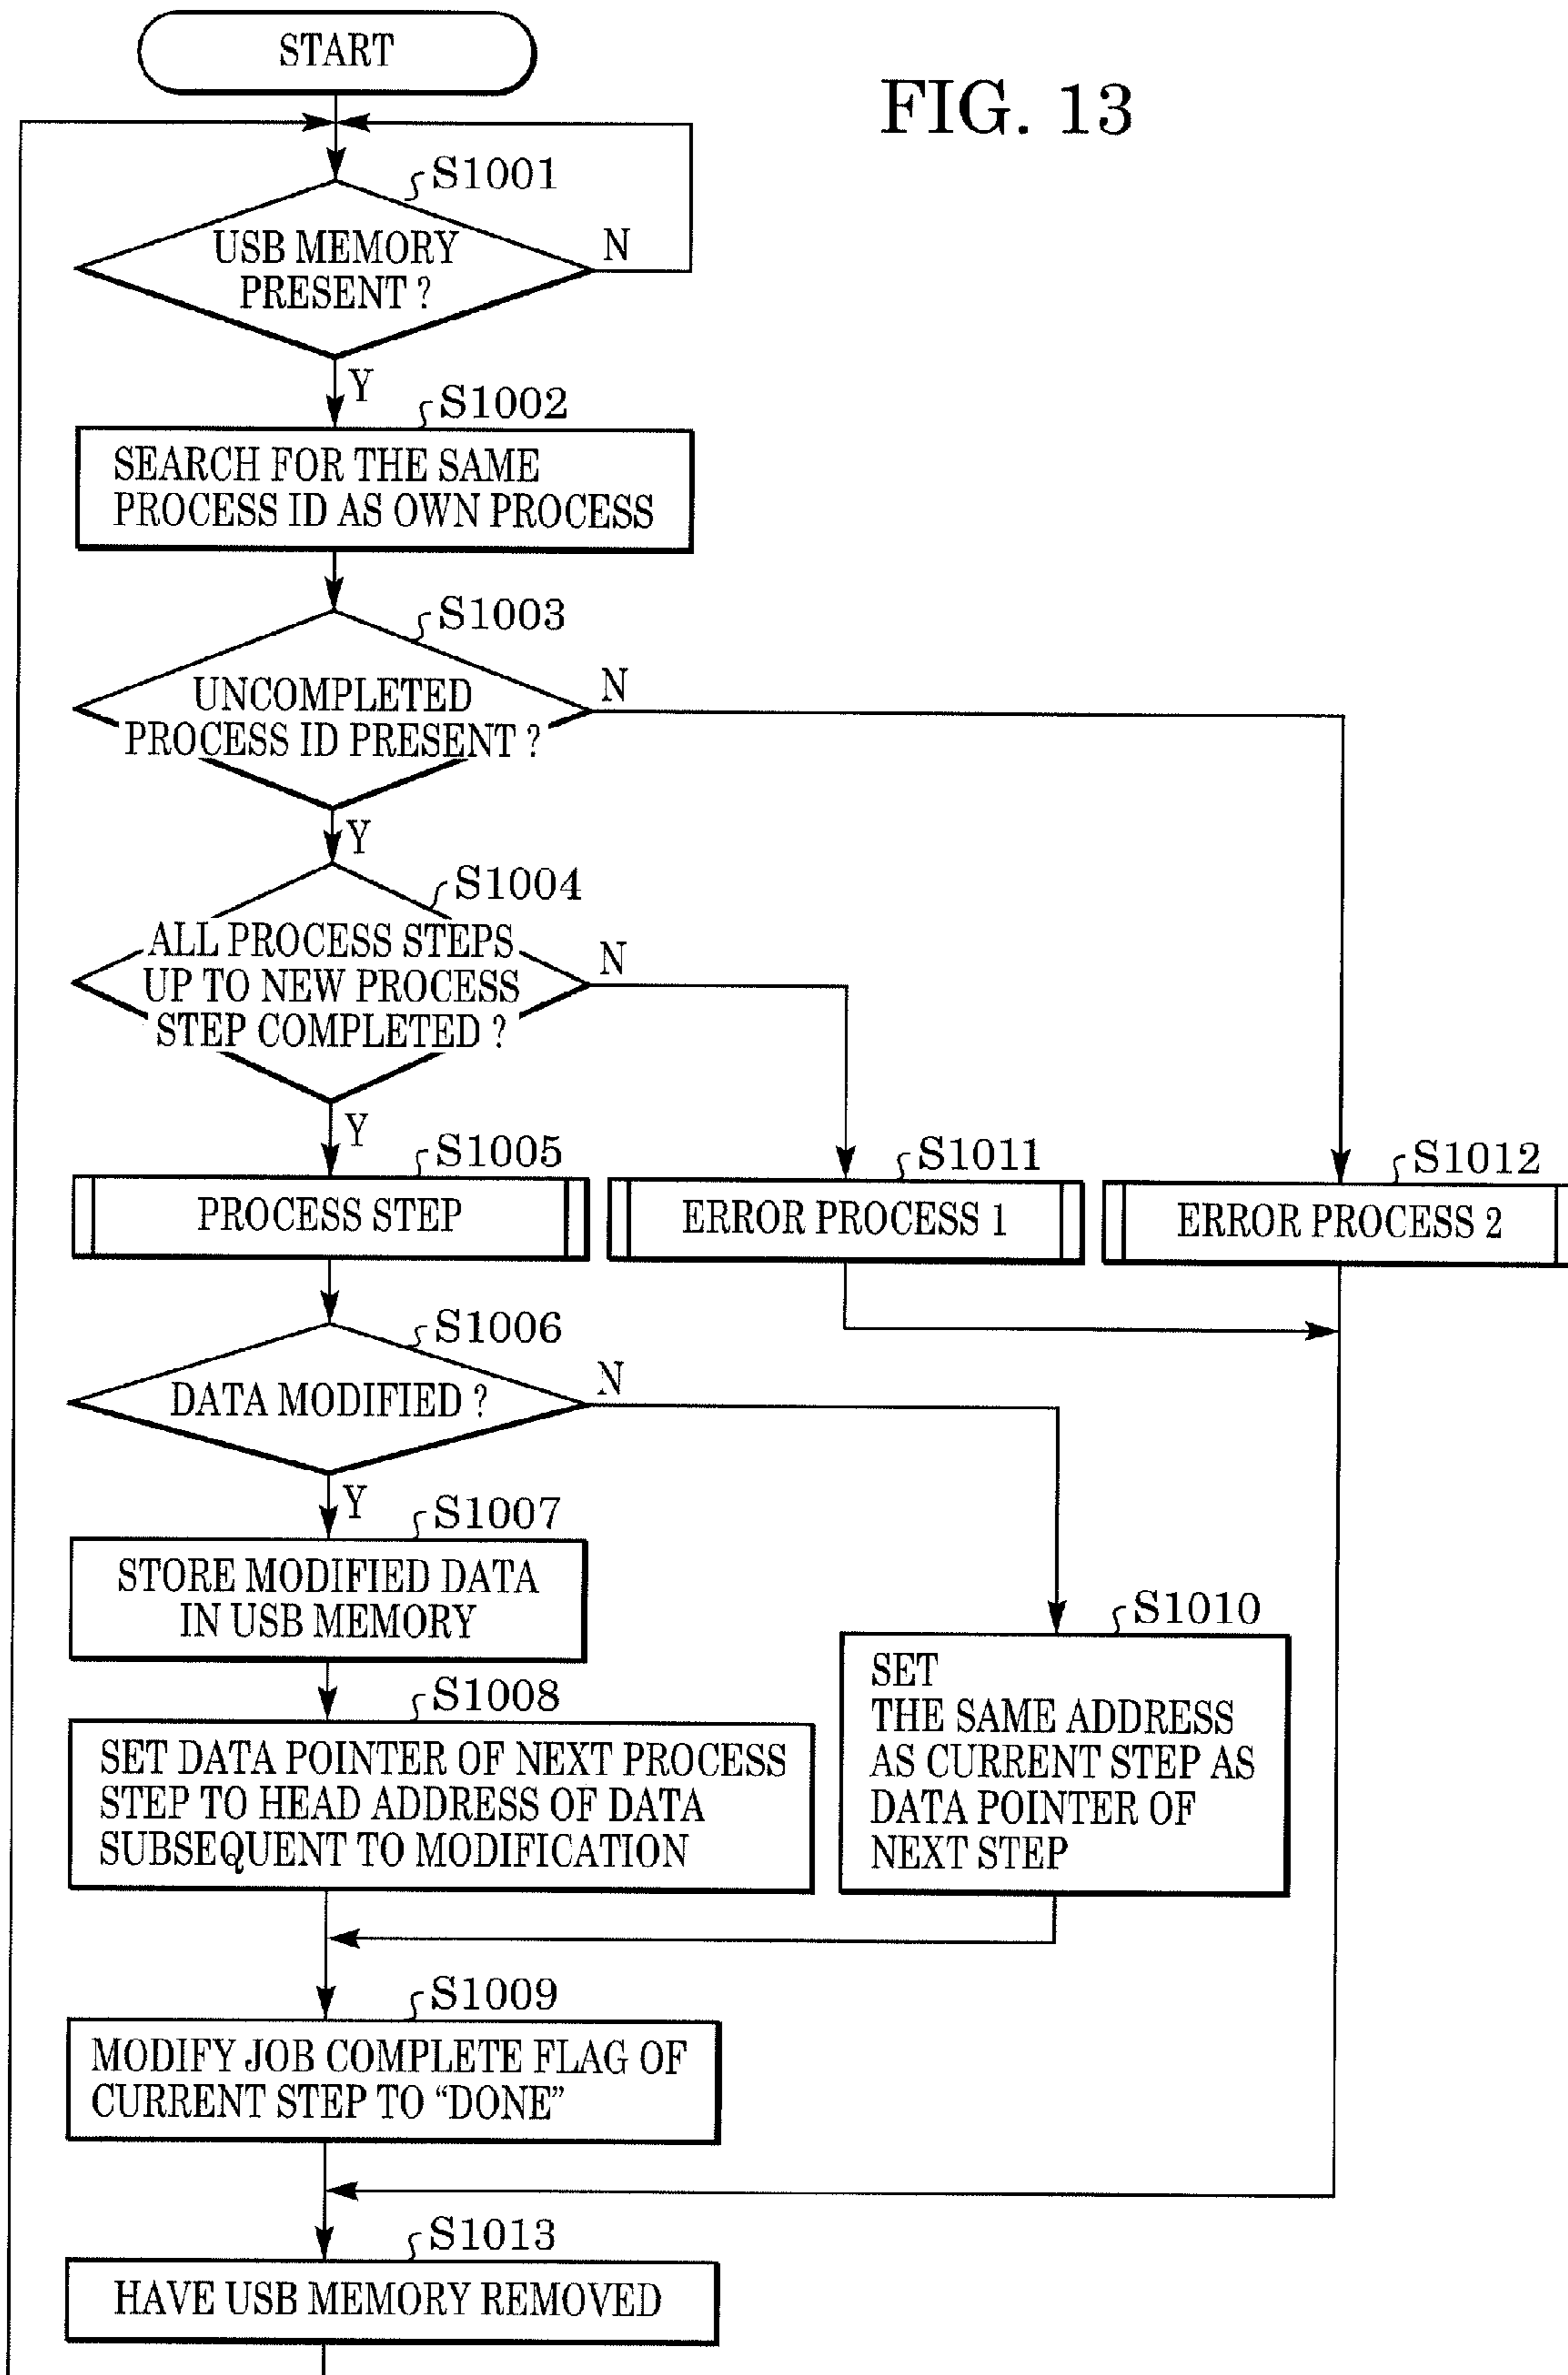 START
FIG. 13
S1001
USB MEMORY
PRESENT ?
N
Y
S1002
SEARCH FOR THE SAME
PROCESS ID AS OWN PROCESS
S1003
UNCOMPLETED
PROCESS ID PRESENT ?
N
Y
S1004
ALL PROCESS STEPS
UP TO NEW PROCESS
STEP COMPLETED ?
N
Y
S1005
PROCESS STEP
S1011
ERROR PROCESS 1
S1012
ERROR PROCESS 2
S1006
DATA MODIFIED ?
N
Y
S1007
STORE MODIFIED DATA
IN USB MEMORY
S1010
SET
THE SAME ADDRESS
AS CURRENT STEP AS
DATA POINTER OF
NEXT STEP
S1008
SET DATA POINTER OF NEXT PROCESS
STEP TO HEAD ADDRESS OF DATA
SUBSEQUENT TO MODIFICATION
S1009
MODIFY JOB COMPLETE FLAG OF
CURRENT STEP TO “DONE”
S1013
HAVE USB MEMORY REMOVED